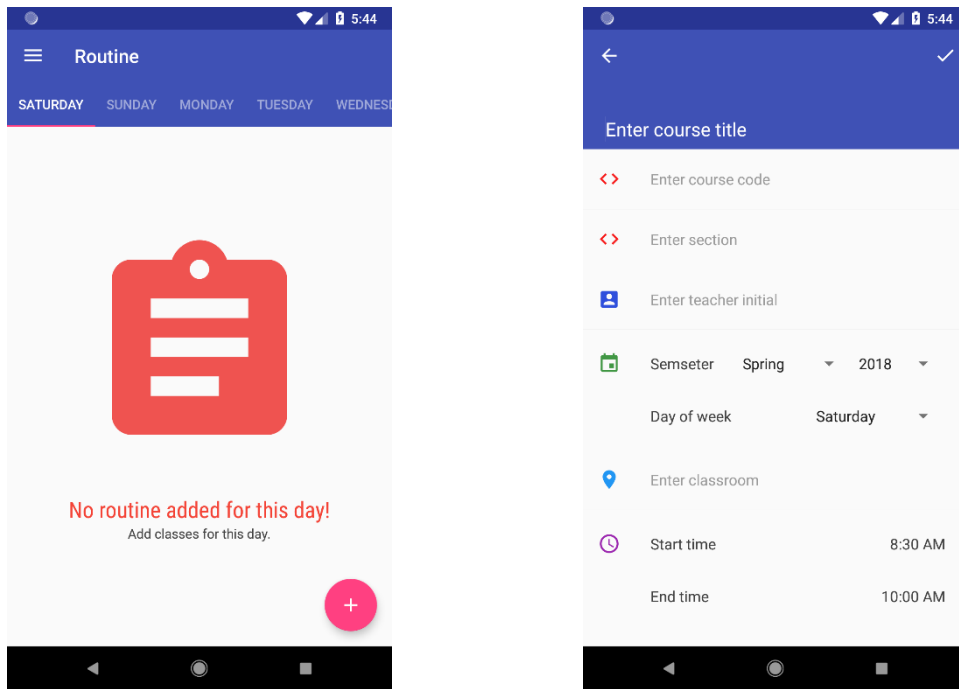 5:44
Routine
SATURDAY SUNDAY MONDAY TUESDAY WEDNESD
No routine added for this day!
Add classes for this day.
5:44
Enter course title
Enter course code
Enter section
Enter teacher initial
Semseter Spring 2018
Day of week Saturday
Enter classroom
Start time 8:30 AM
End time 10:00 AM